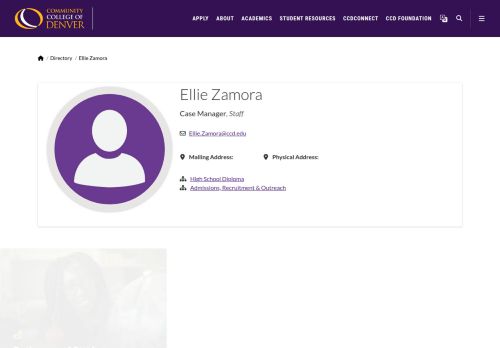 COMMUNITY
COLLEGE OF
DENVER
APPLY ABOUT ACADEMICS STUDENT RESOURCES CCDCONNECT CCD FOUNDATION
/ Directory / Ellie Zamora
Ellie Zamora
Case Manager, Staff
Ellie.Zamora@ccd.edu
Mailing Address: Physical Address:
High School Diploma
Admissions, Recruitment & Outreach